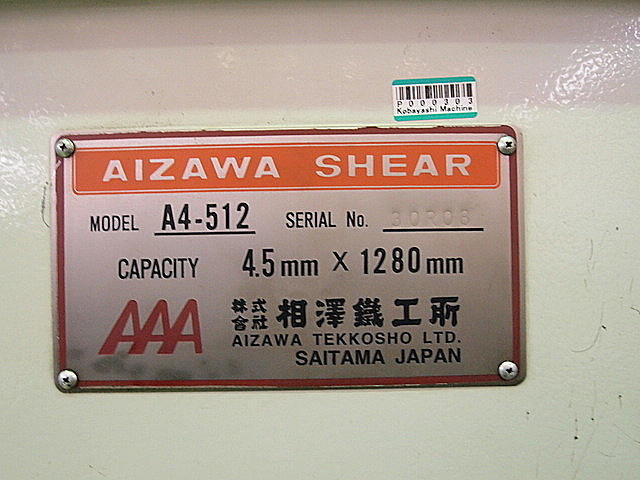 P000303
Kobayashi Machine
AIZAWA SHEAR
MODEL A4-512 SERIAL No.
CAPACITY 4.5mm X 1280mm
AAA
株式会社 相澤鐵工所
AIZAWA TEKKOSHO LTD.
SAITAMA JAPAN